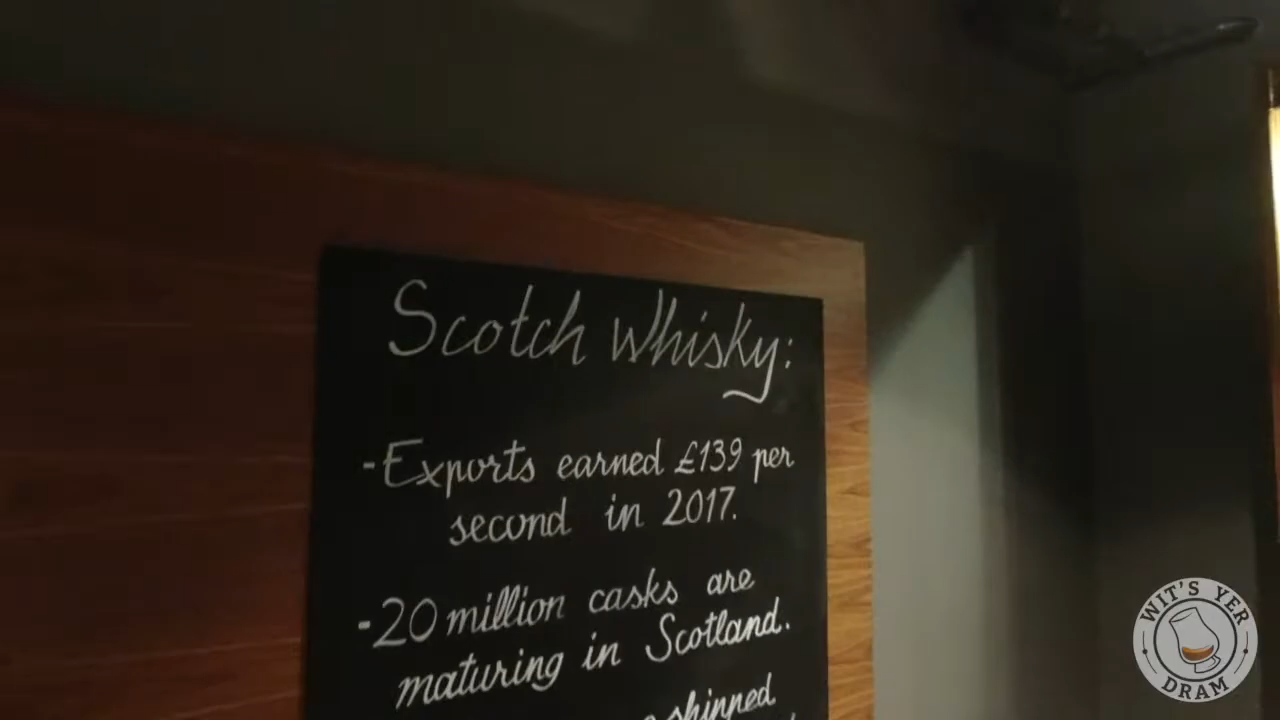 Scotch Whisky:
-Exports earned £139 per
second in 2017.
-20 million casks are
maturing in Scotland.
shipped
WIT'S YER
DRAM